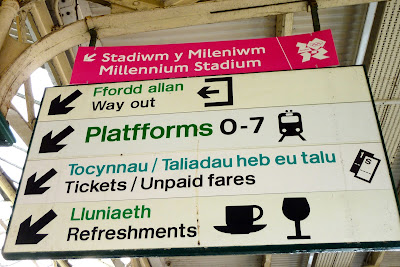 Stadiwm y Mileniwm
Millennium Stadium
Ffordd allan
Way out
Platfforms 0-7
Tocynnau / Taliadau heb eu talu
Tickets / Unpaid fares
Lluniaeth
Refreshments